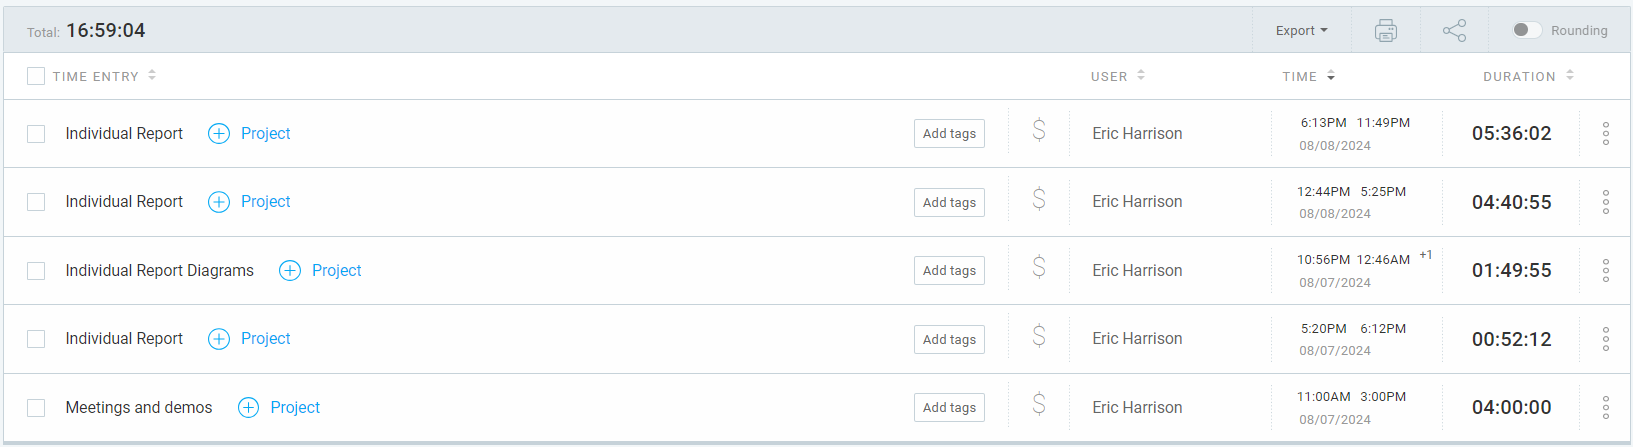 Total: 16:59:04 Export Rounding
TIME ENTRY USER TIME DURATION
Individual Report Project Add tags $ Eric Harrison 6:13PM 11:49PM 08/08/2024 05:36:02
Individual Report Project Add tags $ Eric Harrison 12:44PM 5:25PM 08/08/2024 04:40:55
Individual Report Diagrams Project Add tags $ Eric Harrison 10:56PM 12:46AM +1 08/07/2024 01:49:55
Individual Report Project Add tags $ Eric Harrison 5:20PM 6:12PM 08/07/2024 00:52:12
Meetings and demos Project Add tags $ Eric Harrison 11:00AM 3:00PM 08/07/2024 04:00:00